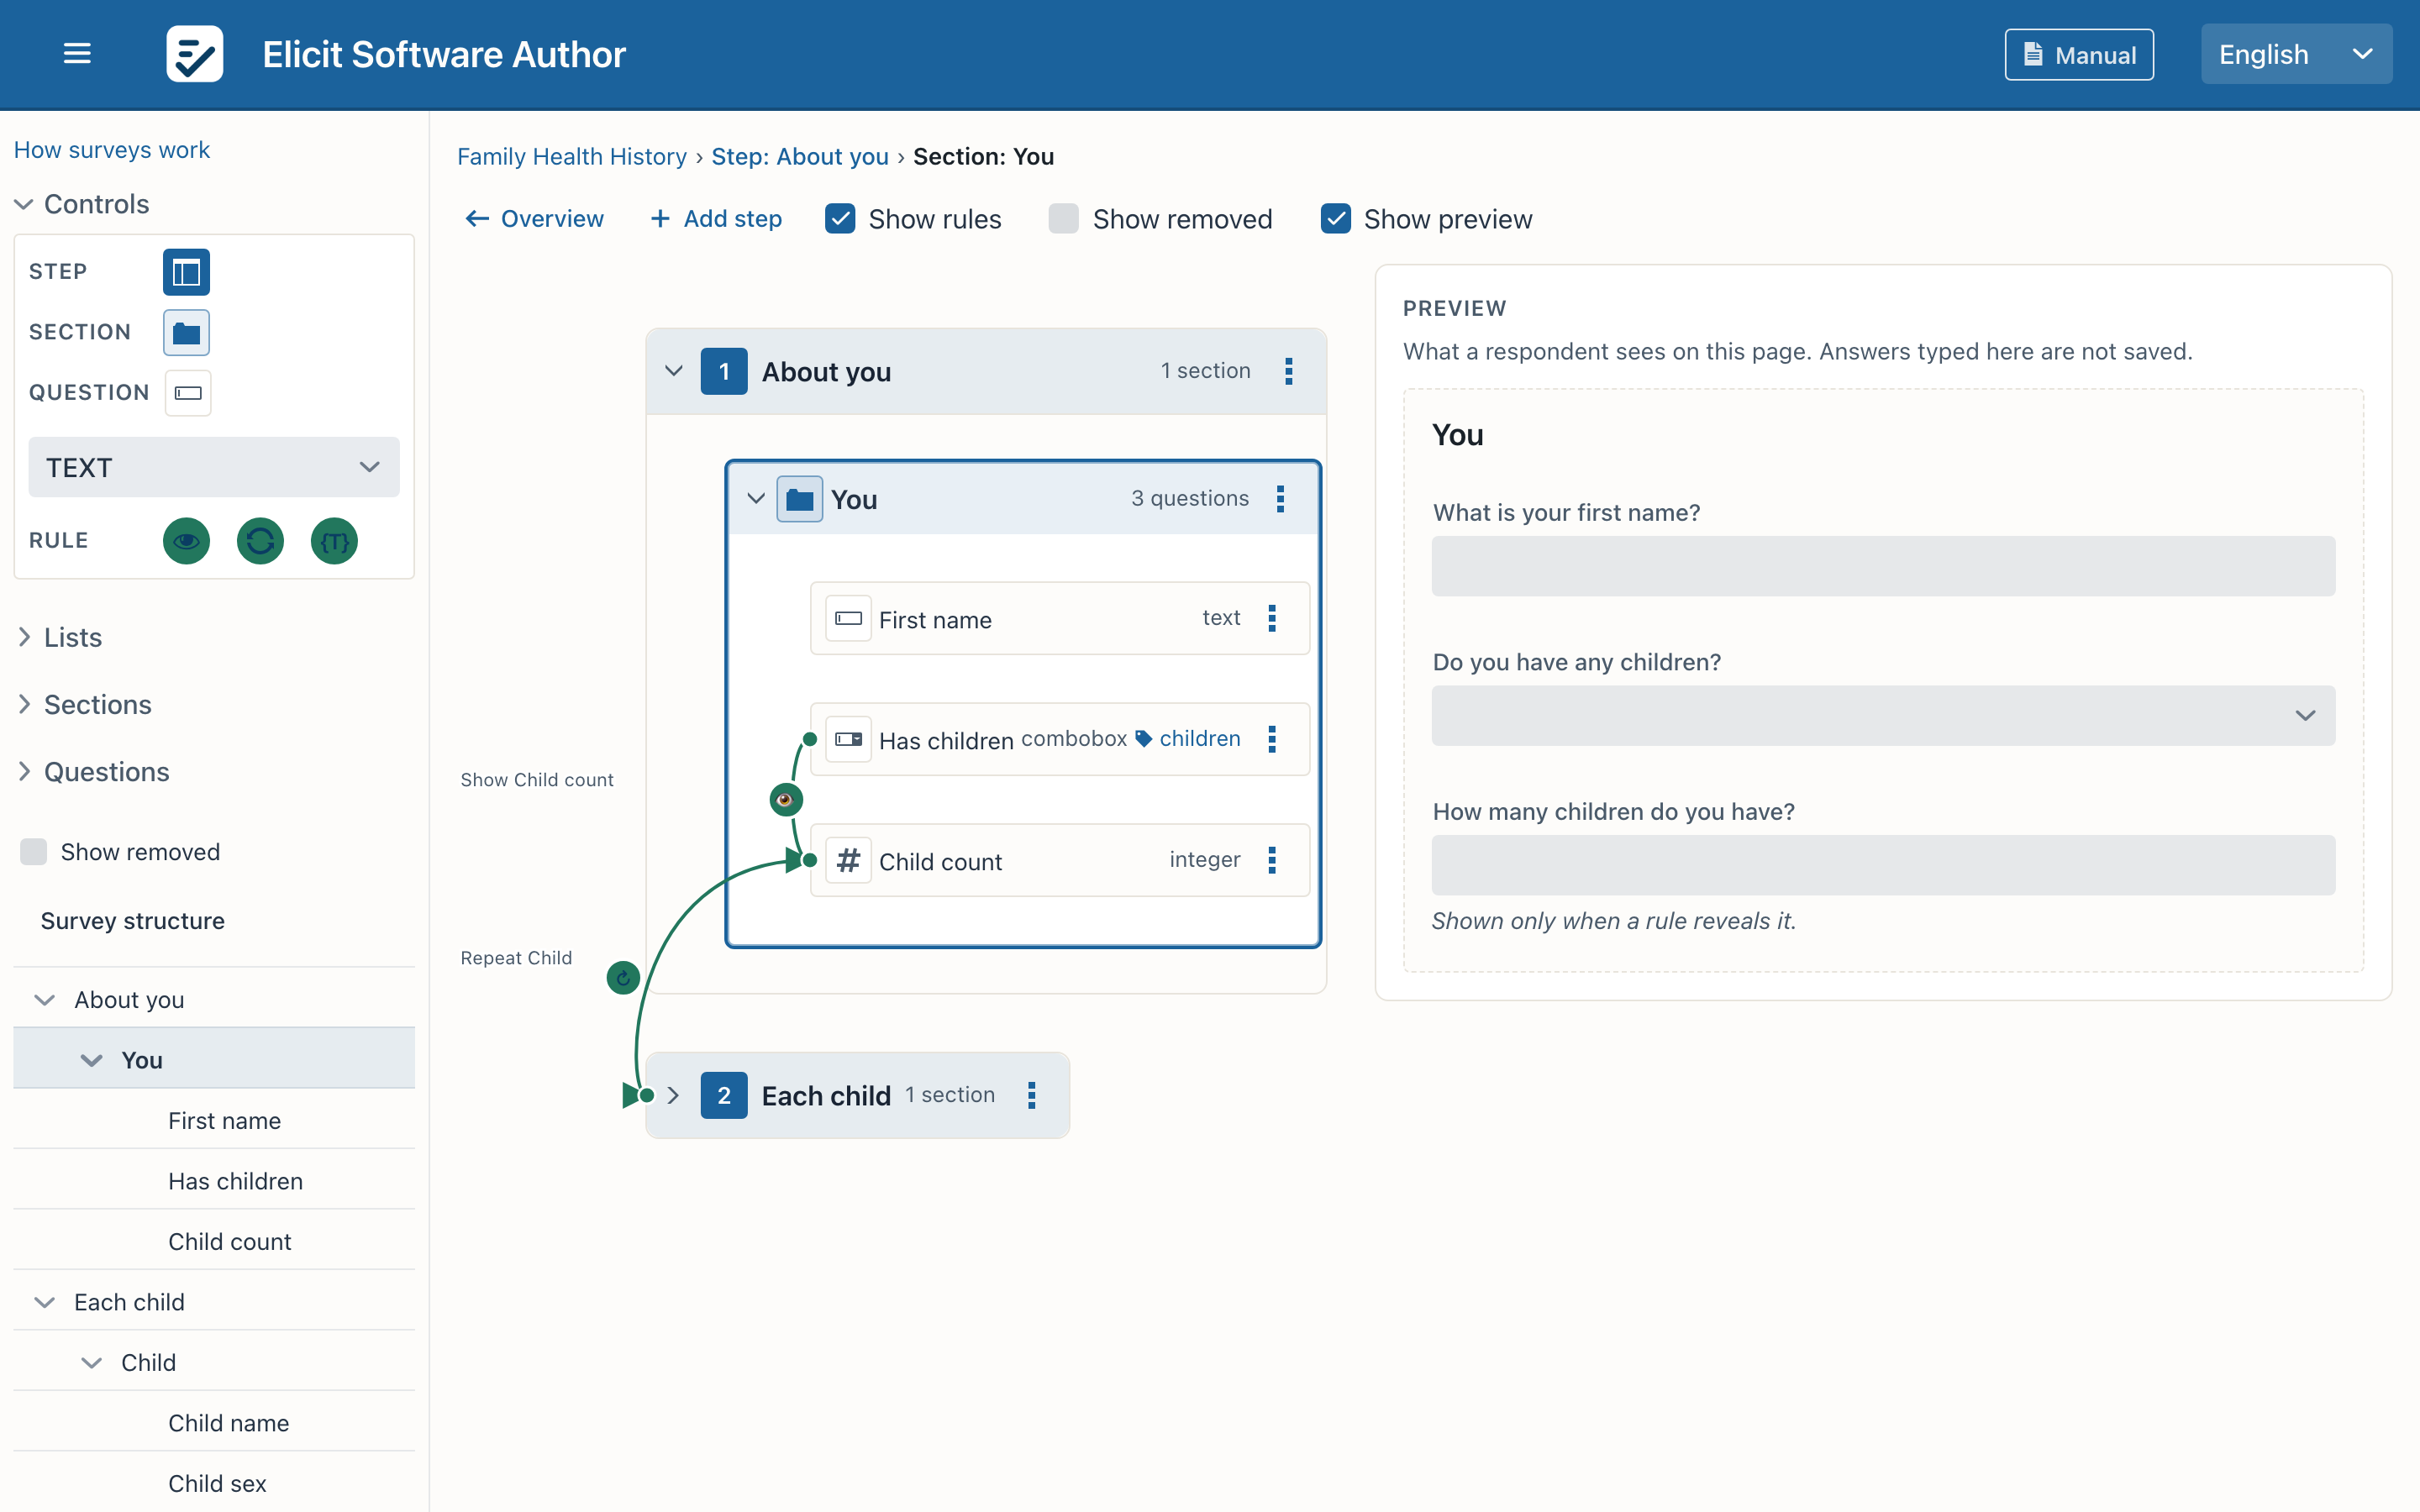 Elicit Software Author
Manual
English
How surveys work
Controls
STEP
SECTION
QUESTION
TEXT
RULE
{T}
Lists
Sections
Questions
Show removed
Survey structure
About you
You
First name
Has children
Child count
Each child
Child
Child name
Child sex
Family Health History › Step: About you › Section: You
Overview
Add step
Show rules
Show removed
Show preview
1 About you 1 section
You 3 questions
First name text
Has children combobox children
Show Child count
# Child count integer
Repeat Child
2 Each child 1 section
PREVIEW
What a respondent sees on this page. Answers typed here are not saved.
You
What is your first name?
Do you have any children?
How many children do you have?
Shown only when a rule reveals it.